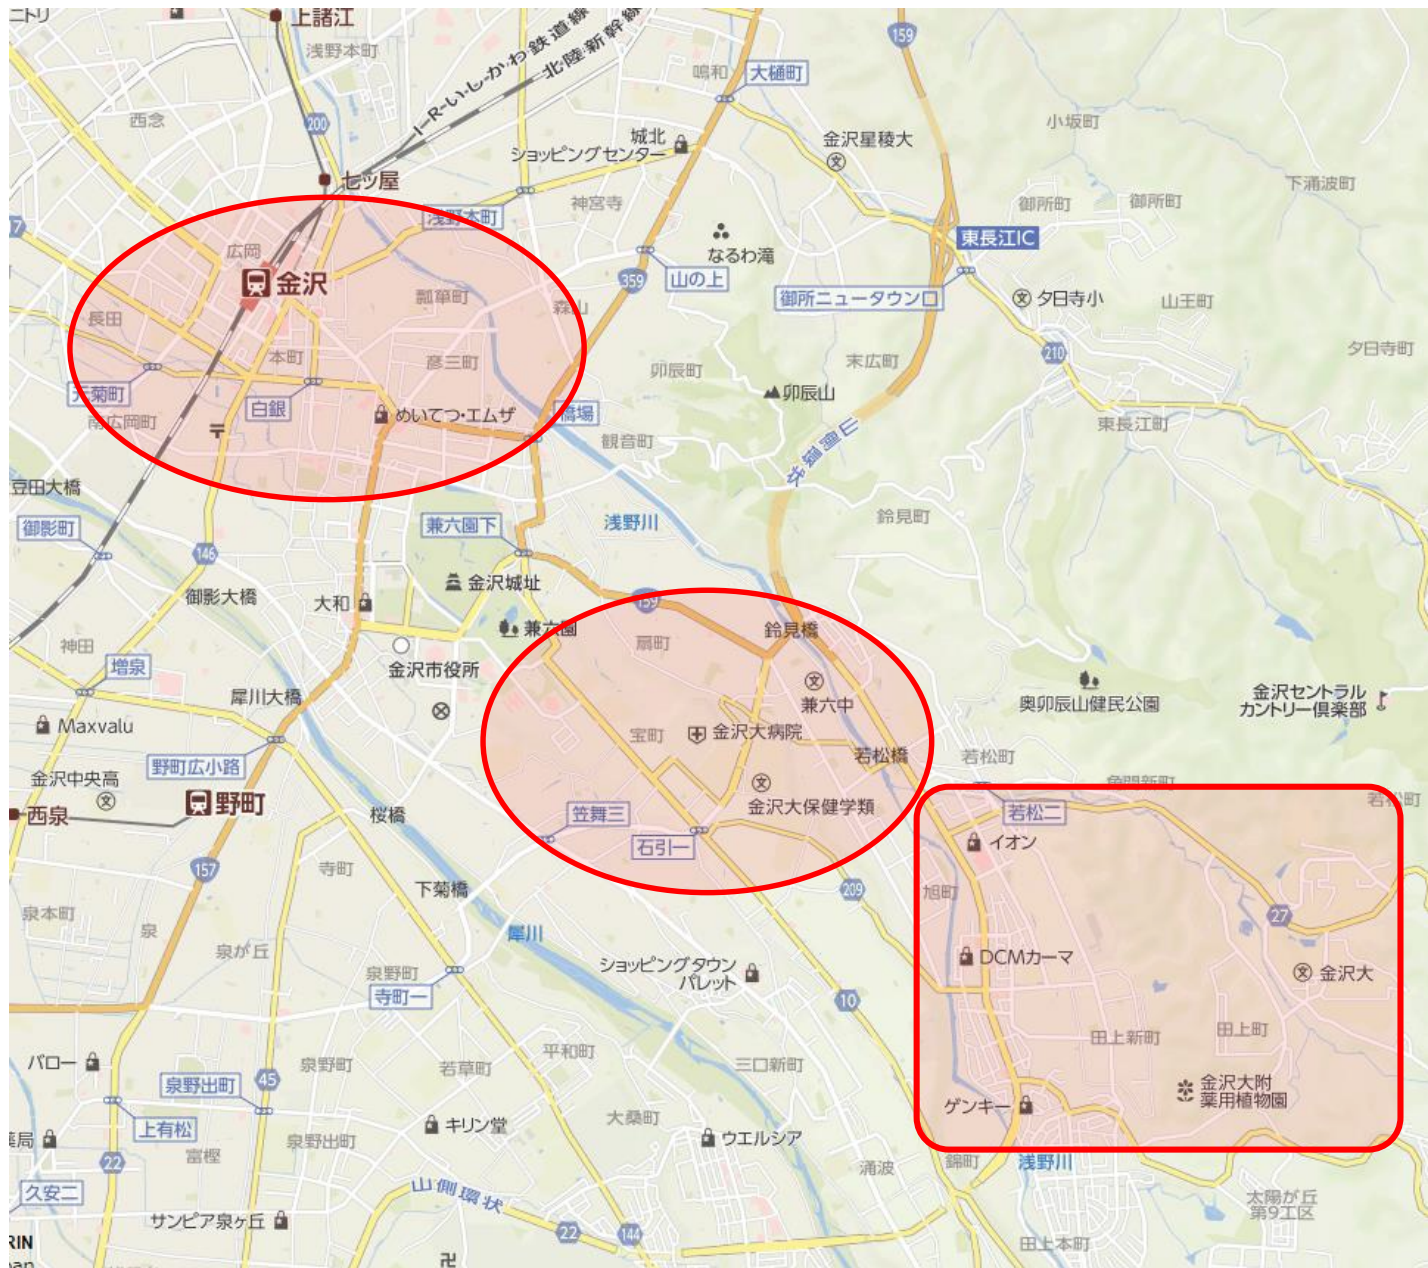 ニトリ
上諸江
浅野本町
IRいしかわ鉄道線
北陸新幹線
159
鳴和
大樋町
西念
200
城北
ショッピングセンター
金沢星稜大
小坂町
下涌波町
七ツ屋
神宮寺
浅野本町
御所町
御所町
広岡
なるわ滝
東長江IC
金沢
瓢箪町
森山
359
山の上
御所ニュータウン口
夕日寺小
山王町
長田
本町
彦三町
卯辰町
末広町
210
夕日寺町
元菊町
白銀
めいてつ・エムザ
橋場
卯辰山
南広岡町
観音町
山側環状
東長江町
豆田大橋
御影町
兼六園下
浅野川
鈴見町
146
御影大橋
大和
金沢城址
159
兼六園
扇町
鈴見橋
神田
増泉
金沢市役所
犀川大橋
兼六中
奥卯辰山健民公園
金沢セントラル
カントリー倶楽部
Maxvalu
宝町
金沢大病院
若松橋
若松町
野町広小路
金沢中央高
角間新町
若松町
西泉
野町
桜橋
笠舞三
金沢大保健学類
若松二
石引一
イオン
157
寺町
下菊橋
209
旭町
27
泉本町
泉
泉が丘
犀川
泉野町
寺町一
ショッピングタウン
パレット
DCMカーマ
金沢大
10
田上新町
田上町
バロー
泉野出町
45
泉野町
若草町
平和町
三口新町
金沢大附
薬用植物園
ゲンキー
上有松
キリン堂
大桑町
ウエルシア
薬局
泉野出町
富樫
22
涌波
錦町
浅野川
久安二
山側環状
太陽が丘
第9工区
サンピア泉ヶ丘
22
144
田上本町
RIN